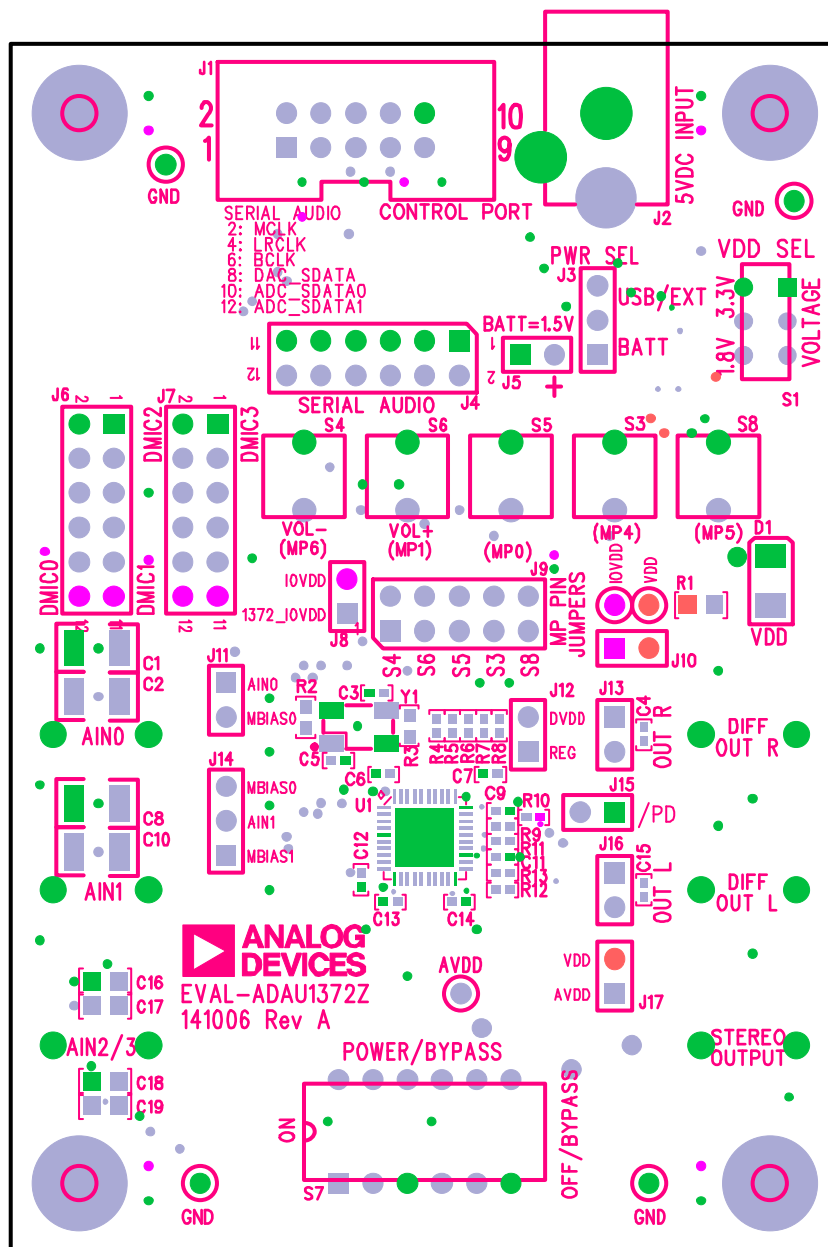 J1
2
10
1
9
5VDC INPUT
J2
GND
GND
SERIAL AUDIO
CONTROL PORT
2: MCLK
4: LRCLK
6: BCLK
8: DAC_SDATA
10: ADC_SDATA0
12: ADC_SDATA1
PWR SEL
J3
USB/EXT
BATT
VDD SEL
3.3V
1.8V
VOLTAGE
S1
BATT=1.5V
J5
+
11
1
12
2
SERIAL AUDIO
J4
J6
2
1
DMIC2
DMIC0
12
11
J7
2
1
DMIC3
DMIC1
12
11
S4
S6
S5
S3
S8
VOL-
(MP6)
VOL+
(MP1)
(MP0)
(MP4)
(MP5)
D1
VDD
IOVDD
1372_IOVDD
J8
J9
1
MP PIN
JUMPERS
S4
S6
S5
S3
S8
IOVDD
VDD
R1
J10
C1
C2
AIN0
J11
AIN0
MBIAS0
R2
C3
Y1
R3
C5
C6
R4
R5
R6
R7
R8
C7
J12
DVDD
REG
J13
C4
OUT R
DIFF
OUT R
C8
C10
AIN1
J14
MBIAS0
AIN1
MBIAS1
U1
C9
R10
R9
R11
C11
R13
R12
C12
C13
C14
J15
/PD
J16
C15
OUT L
DIFF
OUT L
ANALOG
DEVICES
EVAL-ADAU1372Z
141006 Rev A
AVDD
VDD
AVDD
J17
C16
C17
AIN2/3
C18
C19
STEREO
OUTPUT
POWER/BYPASS
ON
OFF/BYPASS
S7
GND
GND